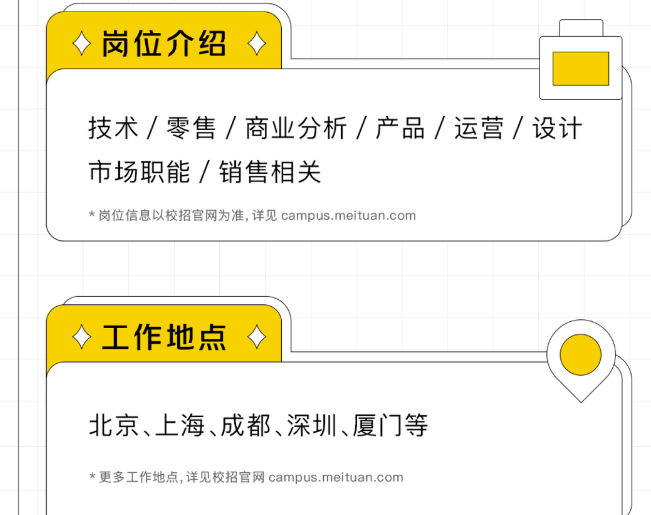 岗位介绍
技术 / 零售 / 商业分析 / 产品 / 运营 / 设计
市场职能 / 销售相关
* 岗位信息以校招官网为准, 详见 campus.meituan.com
工作地点
北京、上海、成都、深圳、厦门等
* 更多工作地点, 详见校招官网 campus.meituan.com